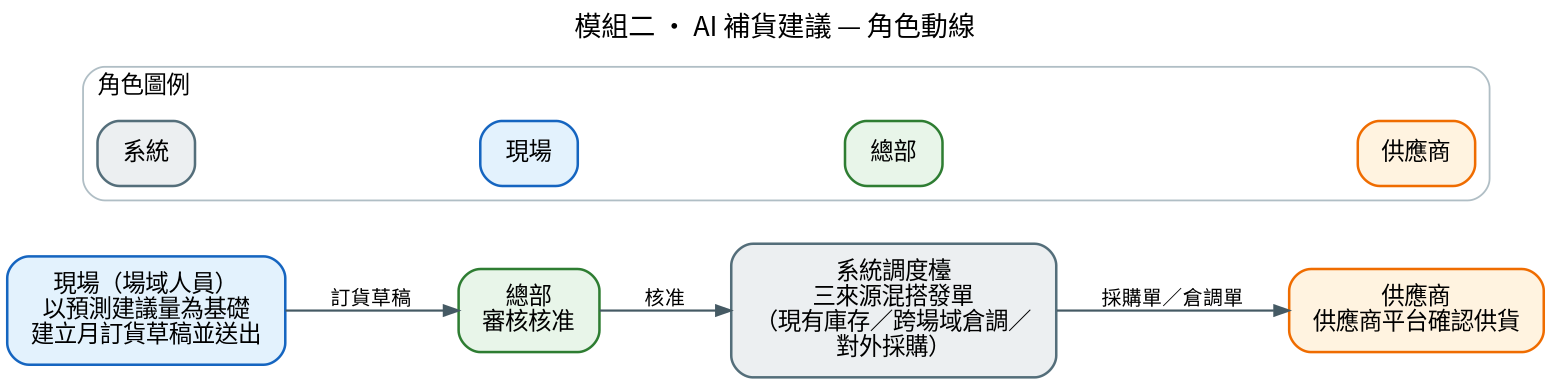 模組二 · AI 補貨建議 — 角色動線
角色圖例
系統
現場
總部
供應商
現場（場域人員）
以預測建議量為基礎
建立月訂貨草稿並送出
訂貨草稿
總部
審核核准
核准
系統調度檯
三來源混搭發單
（現有庫存／跨場域倉調／
對外採購）
採購單／倉調單
供應商
供應商平台確認供貨